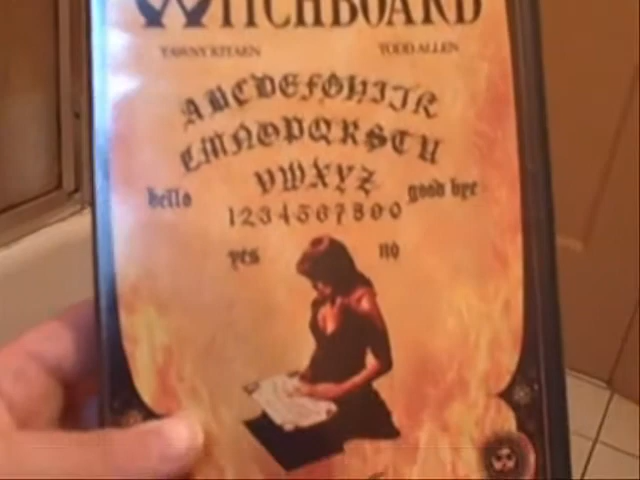 WITCHBOARD
TAWNY KITAEN TODD ALLEN
ABCDEFGHIJK
LMNOPQRSTU
VWXYZ
hello good bye
1234567890
yes no